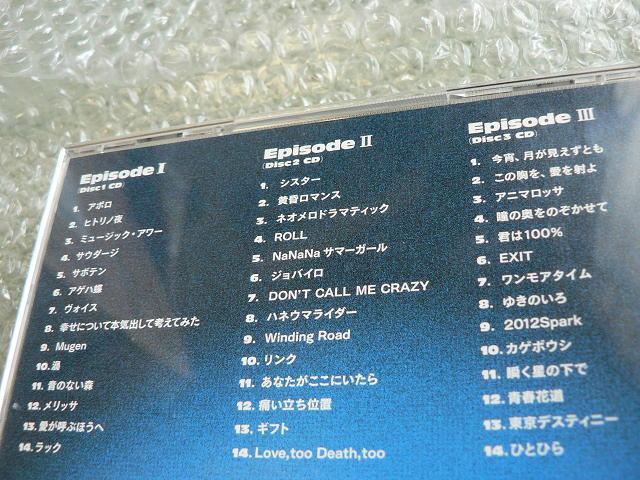 Episode I
(Disc1 CD)
1. アポロ
2. ヒトリノ夜
3. ミュージック・アワー
4. サウダージ
5. サボテン
6. アゲハ蝶
7. ヴォイス
8. 幸せについて本気出して考えてみた
9. Mugen
10. 渦
11. 音のない森
12. メリッサ
13. 愛が呼ぶほうへ
14. ラック
Episode II
(Disc2 CD)
1. シスター
2. 黄昏ロマンス
3. ネオメロドラマティック
4. ROLL
5. NaNaNa サマーガール
6. ジョバイロ
7. DON'T CALL ME CRAZY
8. ハネウマライダー
9. Winding Road
10. リンク
11. あなたがここにいたら
12. 痛い立ち位置
13. ギフト
14. Love,too Death,too
Episode III
(Disc3 CD)
1. 今宵、月が見えずとも
2. この胸を、愛を射よ
3. アニマロッサ
4. 瞳の奥をのぞかせて
5. 君は100%
6. EXIT
7. ワンモアタイム
8. ゆきのいろ
9. 2012Spark
10. カゲボウシ
11. 瞬く星の下で
12. 青春花道
13. 東京デスティニー
14. ひとひら